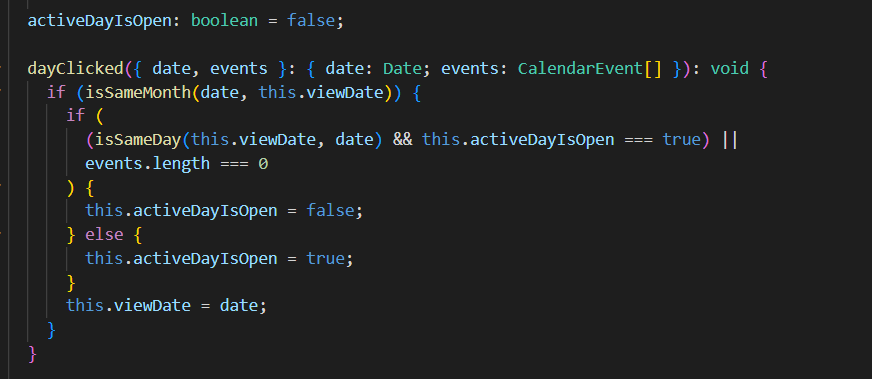 activeDayIsOpen: boolean = false;
dayClicked({ date, events }: { date: Date; events: CalendarEvent[] }): void {
if (isSameMonth(date, this.viewDate)) {
if (
(isSameDay(this.viewDate, date) && this.activeDayIsOpen === true) ||
events.length === 0
) {
this.activeDayIsOpen = false;
} else {
this.activeDayIsOpen = true;
}
this.viewDate = date;
}
}